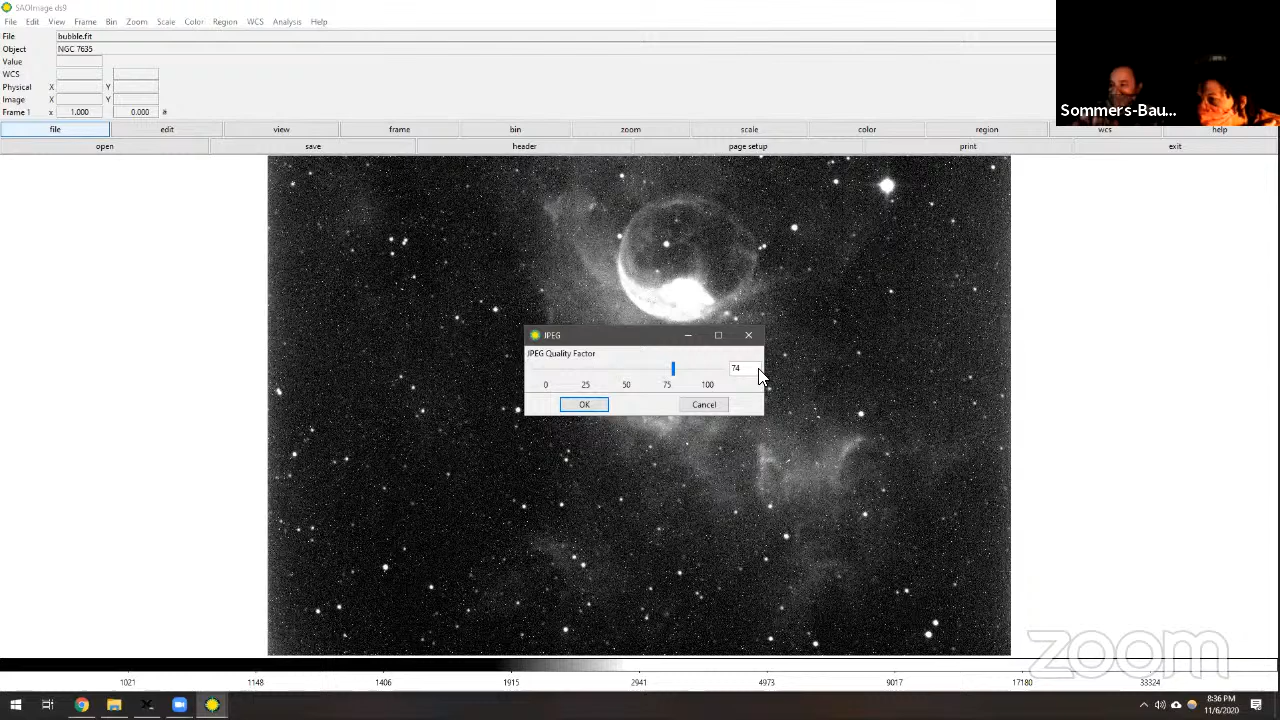 SAOImage ds9
File Edit View Frame Bin Zoom Scale Color Region WCS Analysis Help
File bubble.fit
Object NGC 7635
Value
WCS
Physical X Y
Image X Y
Frame 1 x 1.000 0.000 °
Sommers-Bau...
file edit view frame bin zoom scale color region wcs help
open save header page setup print exit
JPEG
JPEG Quality Factor
74
0 25 50 75 100
OK Cancel
zoom
1021 1148 1406 1915 2941 4973 9017 17180 33324
8:36 PM
11/6/2020